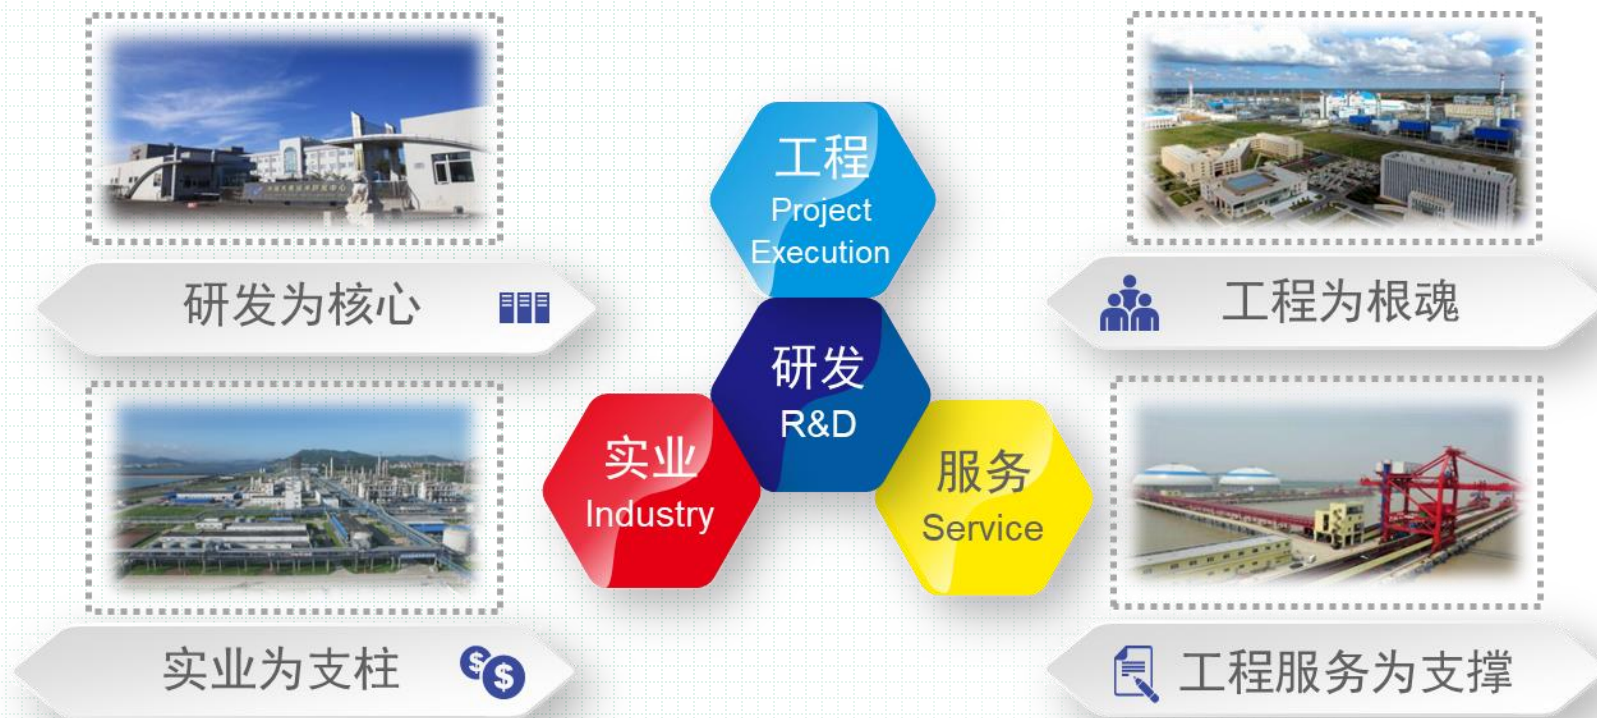 研发为核心
工程
Project
Execution
工程为根魂
研发
R&D
实业
Industry
服务
Service
实业为支柱
工程服务为支撑